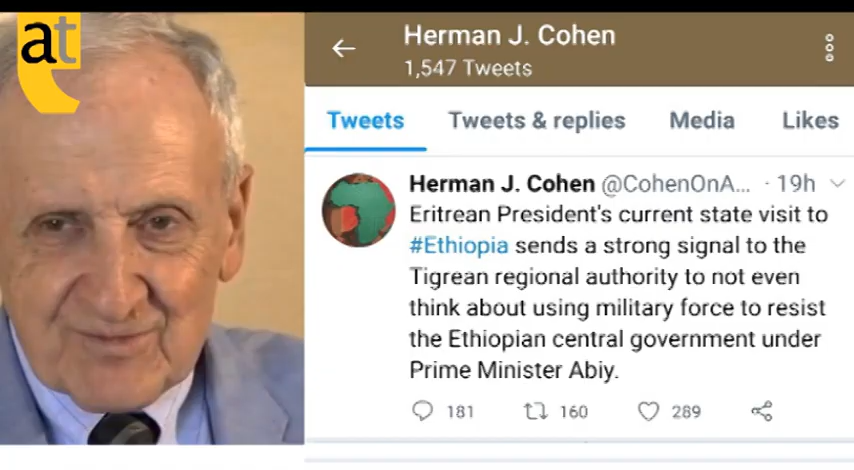 at
Herman J. Cohen
1,547 Tweets
Tweets Tweets & replies Media Likes
Herman J. Cohen @CohenOnA... · 19h
Eritrean President's current state visit to
#Ethiopia sends a strong signal to the
Tigrean regional authority to not even
think about using military force to resist
the Ethiopian central government under
Prime Minister Abiy.
181 160 289